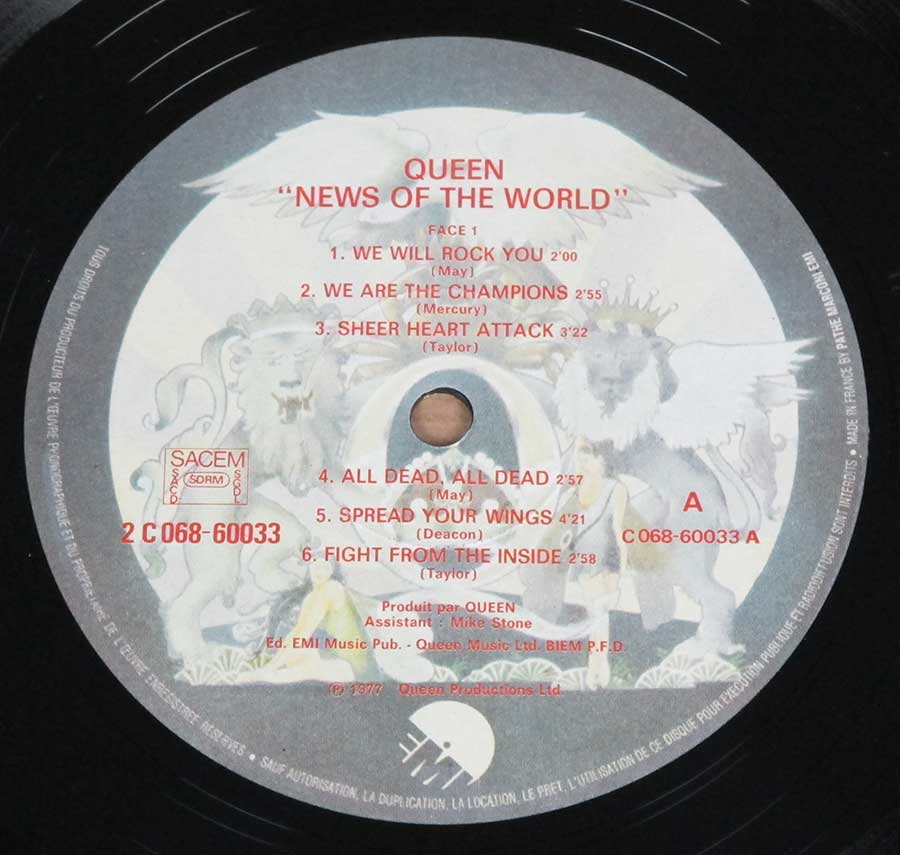 QUEEN
"NEWS OF THE WORLD"
FACE 1
1. WE WILL ROCK YOU 2'00
(May)
2. WE ARE THE CHAMPIONS 2'55
(Mercury)
3. SHEER HEART ATTACK 3'22
(Taylor)
SACEM
SACD SDRM SGDL
2 C 068-60033
4. ALL DEAD, ALL DEAD 2'57
(May)
5. SPREAD YOUR WINGS 4'21
(Deacon)
6. FIGHT FROM THE INSIDE 2'58
(Taylor)
A
C 068-60033 A
Produit par QUEEN
Assistant : Mike Stone
Ed. EMI Music Pub. - Queen Music Ltd. BIEM P.F.D.
℗ 1977 Queen Productions Ltd.
EMI
TOUS DROITS DU PRODUCTEUR DE L'ŒUVRE PHONOGRAPHIQUE ET DU PROPRIETAIRE DE L'ŒUVRE ENREGISTREE RESERVES • SAUF AUTORISATION, LA DUPLICATION, LA LOCATION, LE PRET, L'UTILISATION DE CE DISQUE POUR EXECUTION PUBLIQUE ET RADIODIFFUSION SONT INTERDITS • MADE IN FRANCE BY PATHE MARCONI EMI